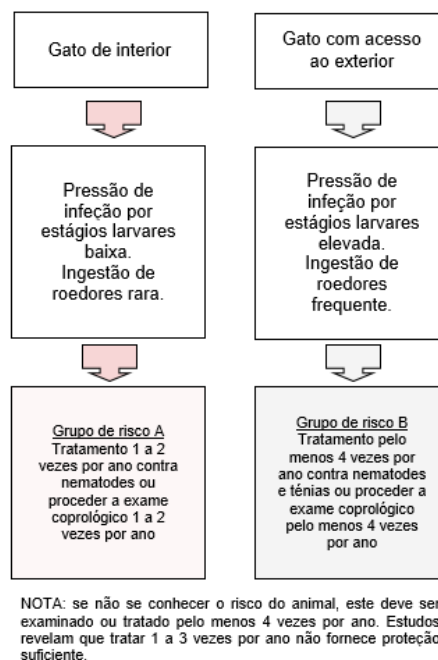 Gato de interior
Gato com acesso
ao exterior
Pressão de
infeção por
estágios larvares
baixa.
Ingestão de
roedores rara.
Pressão de
infeção por
estágios larvares
elevada.
Ingestão de
roedores
frequente.
Grupo de risco A
Tratamento 1 a 2
vezes por ano contra
nematodes ou
proceder a exame
coprológico 1 a 2
vezes por ano
Grupo de risco B
Tratamento pelo
menos 4 vezes por
ano contra nematodes
e ténias ou proceder a
exame coprológico
pelo menos 4 vezes
por ano
NOTA: se não se conhecer o risco do animal, este deve ser
examinado ou tratado pelo menos 4 vezes por ano. Estudos
revelam que tratar 1 a 3 vezes por ano não fornece proteção
suficiente.